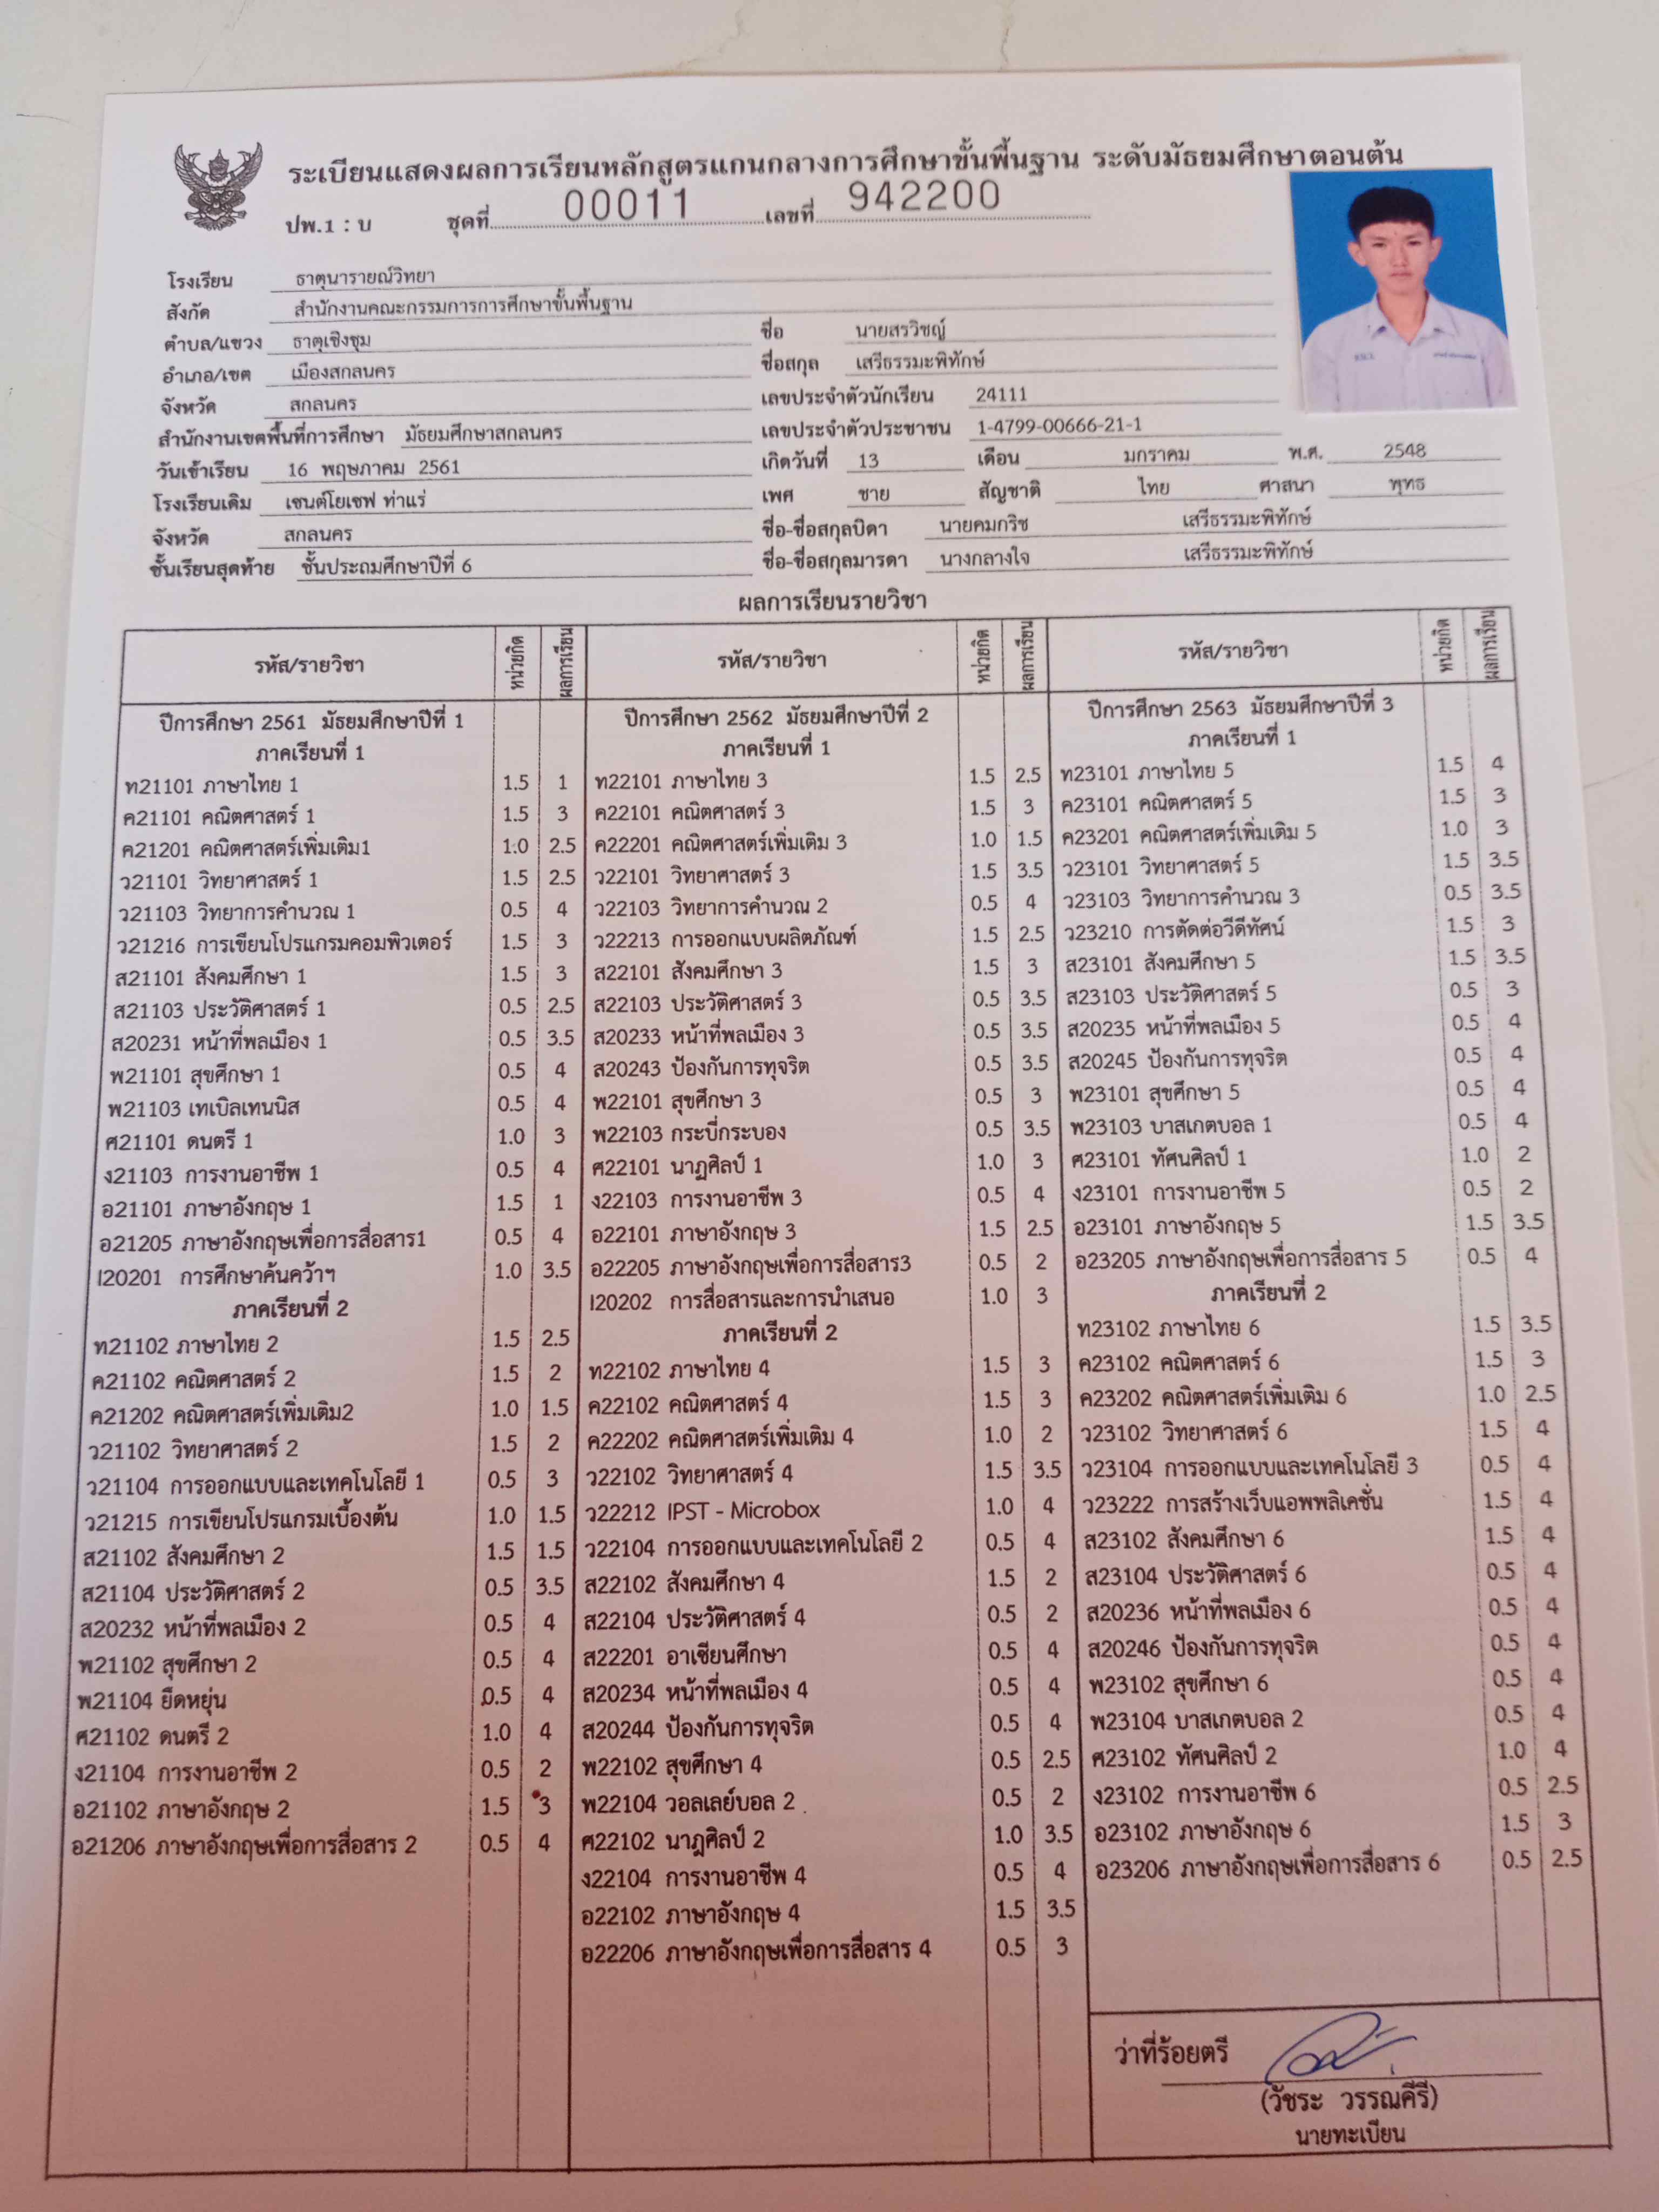 ระเบียนแสดงผลการเรียนหลักสูตรแกนกลางการศึกษาขั้นพื้นฐาน ระดับมัธยมศึกษาตอนต้น
ปพ.1 : บ ชุดที่ 00011 เลขที่ 942200
โรงเรียน ธาตุนารายณ์วิทยา
สังกัด สำนักงานคณะกรรมการการศึกษาขั้นพื้นฐาน
ตำบล/แขวง ธาตุเชิงชุม
อำเภอ/เขต เมืองสกลนคร
จังหวัด สกลนคร
สำนักงานเขตพื้นที่การศึกษา มัธยมศึกษาสกลนคร
วันเข้าเรียน 16 พฤษภาคม 2561
โรงเรียนเดิม เซนต์โยเซฟ ท่าแร่
จังหวัด สกลนคร
ชั้นเรียนสุดท้าย ชั้นประถมศึกษาปีที่ 6
ชื่อ นายสรวิชญ์
ชื่อสกุล เสรีธรรมะพิทักษ์
เลขประจำตัวนักเรียน 24111
เลขประจำตัวประชาชน 1-4799-00666-21-1
เกิดวันที่ 13 เดือน มกราคม พ.ศ. 2548
เพศ ชาย สัญชาติ ไทย ศาสนา พุทธ
ชื่อ-ชื่อสกุลบิดา นายคมกริช เสรีธรรมะพิทักษ์
ชื่อ-ชื่อสกุลมารดา นางกลางใจ เสรีธรรมะพิทักษ์
ผลการเรียนรายวิชา
รหัส/รายวิชา หน่วยกิต ผลการเรียน
ปีการศึกษา 2561 มัธยมศึกษาปีที่ 1
ภาคเรียนที่ 1
ท21101 ภาษาไทย 1 1.5 1
ค21101 คณิตศาสตร์ 1 1.5 3
ค21201 คณิตศาสตร์เพิ่มเติม1 1.0 2.5
ว21101 วิทยาศาสตร์ 1 1.5 2.5
ว21103 วิทยาการคำนวณ 1 0.5 4
ว21216 การเขียนโปรแกรมคอมพิวเตอร์ 1.5 3
ส21101 สังคมศึกษา 1 1.5 3
ส21103 ประวัติศาสตร์ 1 0.5 2.5
ส20231 หน้าที่พลเมือง 1 0.5 3.5
พ21101 สุขศึกษา 1 0.5 4
พ21103 เทเบิลเทนนิส 0.5 4
ศ21101 ดนตรี 1 1.0 3
ง21103 การงานอาชีพ 1 0.5 4
อ21101 ภาษาอังกฤษ 1 1.5 1
อ21205 ภาษาอังกฤษเพื่อการสื่อสาร1 0.5 4
I20201 การศึกษาค้นคว้าฯ 1.0 3.5
ภาคเรียนที่ 2
ท21102 ภาษาไทย 2 1.5 2.5
ค21102 คณิตศาสตร์ 2 1.5 2
ค21202 คณิตศาสตร์เพิ่มเติม2 1.0 1.5
ว21102 วิทยาศาสตร์ 2 1.5 2
ว21104 การออกแบบและเทคโนโลยี 1 0.5 3
ว21215 การเขียนโปรแกรมเบื้องต้น 1.0 1.5
ส21102 สังคมศึกษา 2 1.5 1.5
ส21104 ประวัติศาสตร์ 2 0.5 3.5
ส20232 หน้าที่พลเมือง 2 0.5 4
พ21102 สุขศึกษา 2 0.5 4
พ21104 ยืดหยุ่น 0.5 4
ศ21102 ดนตรี 2 1.0 4
ง21104 การงานอาชีพ 2 0.5 2
อ21102 ภาษาอังกฤษ 2 1.5 3
อ21206 ภาษาอังกฤษเพื่อการสื่อสาร 2 0.5 4
รหัส/รายวิชา หน่วยกิต ผลการเรียน
ปีการศึกษา 2562 มัธยมศึกษาปีที่ 2
ภาคเรียนที่ 1
ท22101 ภาษาไทย 3 1.5 2.5
ค22101 คณิตศาสตร์ 3 1.5 3
ค22201 คณิตศาสตร์เพิ่มเติม 3 1.0 1.5
ว22101 วิทยาศาสตร์ 3 1.5 3.5
ว22103 วิทยาการคำนวณ 2 0.5 4
ว22213 การออกแบบผลิตภัณฑ์ 1.5 2.5
ส22101 สังคมศึกษา 3 1.5 3
ส22103 ประวัติศาสตร์ 3 0.5 3.5
ส20233 หน้าที่พลเมือง 3 0.5 3.5
ส20243 ป้องกันการทุจริต 0.5 3.5
พ22101 สุขศึกษา 3 0.5 3
พ22103 กระบี่กระบอง 0.5 3.5
ศ22101 นาฏศิลป์ 1 1.0 3
ง22103 การงานอาชีพ 3 0.5 4
อ22101 ภาษาอังกฤษ 3 1.5 2.5
อ22205 ภาษาอังกฤษเพื่อการสื่อสาร3 0.5 2
I20202 การสื่อสารและการนำเสนอ 1.0 3
ภาคเรียนที่ 2
ท22102 ภาษาไทย 4 1.5 3
ค22102 คณิตศาสตร์ 4 1.5 3
ค22202 คณิตศาสตร์เพิ่มเติม 4 1.0 2
ว22102 วิทยาศาสตร์ 4 1.5 3.5
ว22212 IPST - Microbox 1.0 4
ว22104 การออกแบบและเทคโนโลยี 2 0.5 4
ส22102 สังคมศึกษา 4 1.5 2
ส22104 ประวัติศาสตร์ 4 0.5 2
ส22201 อาเซียนศึกษา 0.5 4
ส20234 หน้าที่พลเมือง 4 0.5 4
ส20244 ป้องกันการทุจริต 0.5 4
พ22102 สุขศึกษา 4 0.5 2.5
พ22104 วอลเลย์บอล 2 0.5 2
ศ22102 นาฏศิลป์ 2 1.0 3.5
ง22104 การงานอาชีพ 4 0.5 4
อ22102 ภาษาอังกฤษ 4 1.5 3.5
อ22206 ภาษาอังกฤษเพื่อการสื่อสาร 4 0.5 3
รหัส/รายวิชา หน่วยกิต ผลการเรียน
ปีการศึกษา 2563 มัธยมศึกษาปีที่ 3
ภาคเรียนที่ 1
ท23101 ภาษาไทย 5 1.5 4
ค23101 คณิตศาสตร์ 5 1.5 3
ค23201 คณิตศาสตร์เพิ่มเติม 5 1.0 3
ว23101 วิทยาศาสตร์ 5 1.5 3.5
ว23103 วิทยาการคำนวณ 3 0.5 3.5
ว23210 การตัดต่อวีดีทัศน์ 1.5 3
ส23101 สังคมศึกษา 5 1.5 3.5
ส23103 ประวัติศาสตร์ 5 0.5 3
ส20235 หน้าที่พลเมือง 5 0.5 4
ส20245 ป้องกันการทุจริต 0.5 4
พ23101 สุขศึกษา 5 0.5 4
พ23103 บาสเกตบอล 1 0.5 4
ศ23101 ทัศนศิลป์ 1 1.0 2
ง23101 การงานอาชีพ 5 0.5 2
อ23101 ภาษาอังกฤษ 5 1.5 3.5
อ23205 ภาษาอังกฤษเพื่อการสื่อสาร 5 0.5 4
ภาคเรียนที่ 2
ท23102 ภาษาไทย 6 1.5 3.5
ค23102 คณิตศาสตร์ 6 1.5 3
ค23202 คณิตศาสตร์เพิ่มเติม 6 1.0 2.5
ว23102 วิทยาศาสตร์ 6 1.5 4
ว23104 การออกแบบและเทคโนโลยี 3 0.5 4
ว23222 การสร้างเว็บแอพพลิเคชั่น 1.5 4
ส23102 สังคมศึกษา 6 1.5 4
ส23104 ประวัติศาสตร์ 6 0.5 4
ส20236 หน้าที่พลเมือง 6 0.5 4
ส20246 ป้องกันการทุจริต 0.5 4
พ23102 สุขศึกษา 6 0.5 4
พ23104 บาสเกตบอล 2 0.5 4
ศ23102 ทัศนศิลป์ 2 1.0 4
ง23102 การงานอาชีพ 6 0.5 2.5
อ23102 ภาษาอังกฤษ 6 1.5 3
อ23206 ภาษาอังกฤษเพื่อการสื่อสาร 6 0.5 2.5
ว่าที่ร้อยตรี
(วัชระ วรรณคีรี)
นายทะเบียน